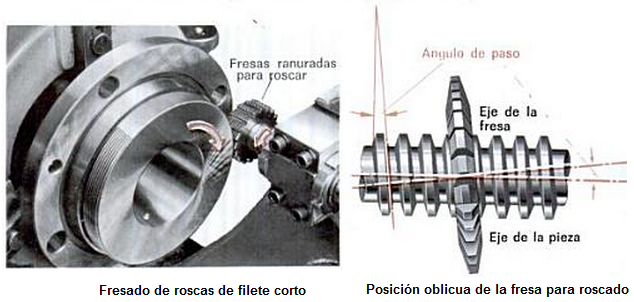 Fresas ranuradas
para roscar
Angulo de paso
Eje de la
fresa
Eje de la pieza
Fresado de roscas de filete corto
Posición oblicua de la fresa para roscado